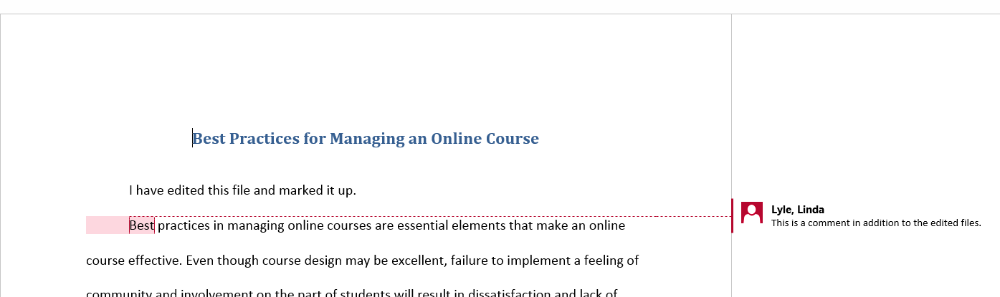 Best Practices for Managing an Online Course
I have edited this file and marked it up.
Best practices in managing online courses are essential elements that make an online
course effective. Even though course design may be excellent, failure to implement a feeling of
community and involvement on the part of students will result in dissatisfaction and lack of
Lyle, Linda
This is a comment in addition to the edited files.